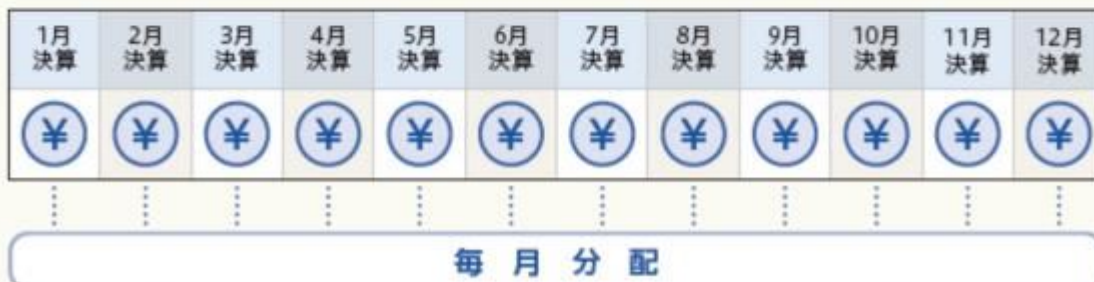 1月 2月 3月 4月 5月 6月 7月 8月 9月 10月 11月 12月
決算 決算 決算 決算 決算 決算 決算 決算 決算 決算 決算 決算
¥ ¥ ¥ ¥ ¥ ¥ ¥ ¥ ¥ ¥ ¥ ¥
毎月分配